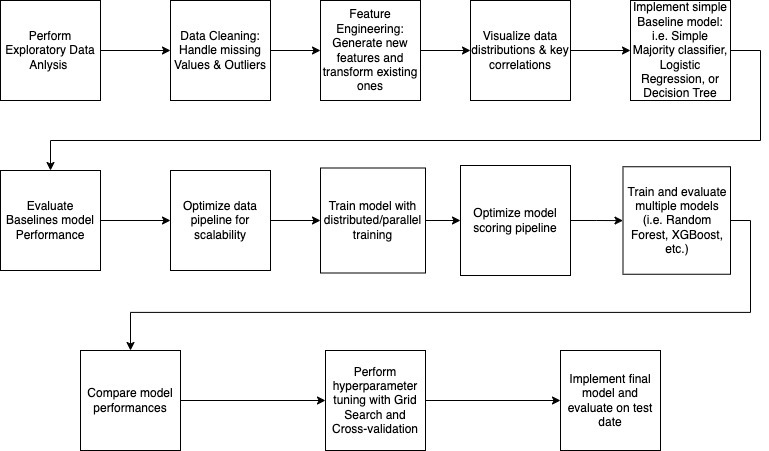 Perform
Exploratory Data
Anlysis
Data Cleaning:
Handle missing
Values & Outliers
Feature
Engineering:
Generate new
features and
transform existing
ones
Visualize data
distributions & key
correlations
Implement simple
Baseline model:
i.e. Simple
Majority classifier,
Logistic
Regression, or
Decision Tree
Evaluate
Baselines model
Performance
Optimize data
pipeline for
scalability
Train model with
distributed/parallel
training
Optimize model
scoring pipeline
Train and evaluate
multiple models
(i.e. Random
Forest, XGBoost,
etc.)
Compare model
performances
Perform
hyperparameter
tuning with Grid
Search and
Cross-validation
Implement final
model and
evaluate on test
date